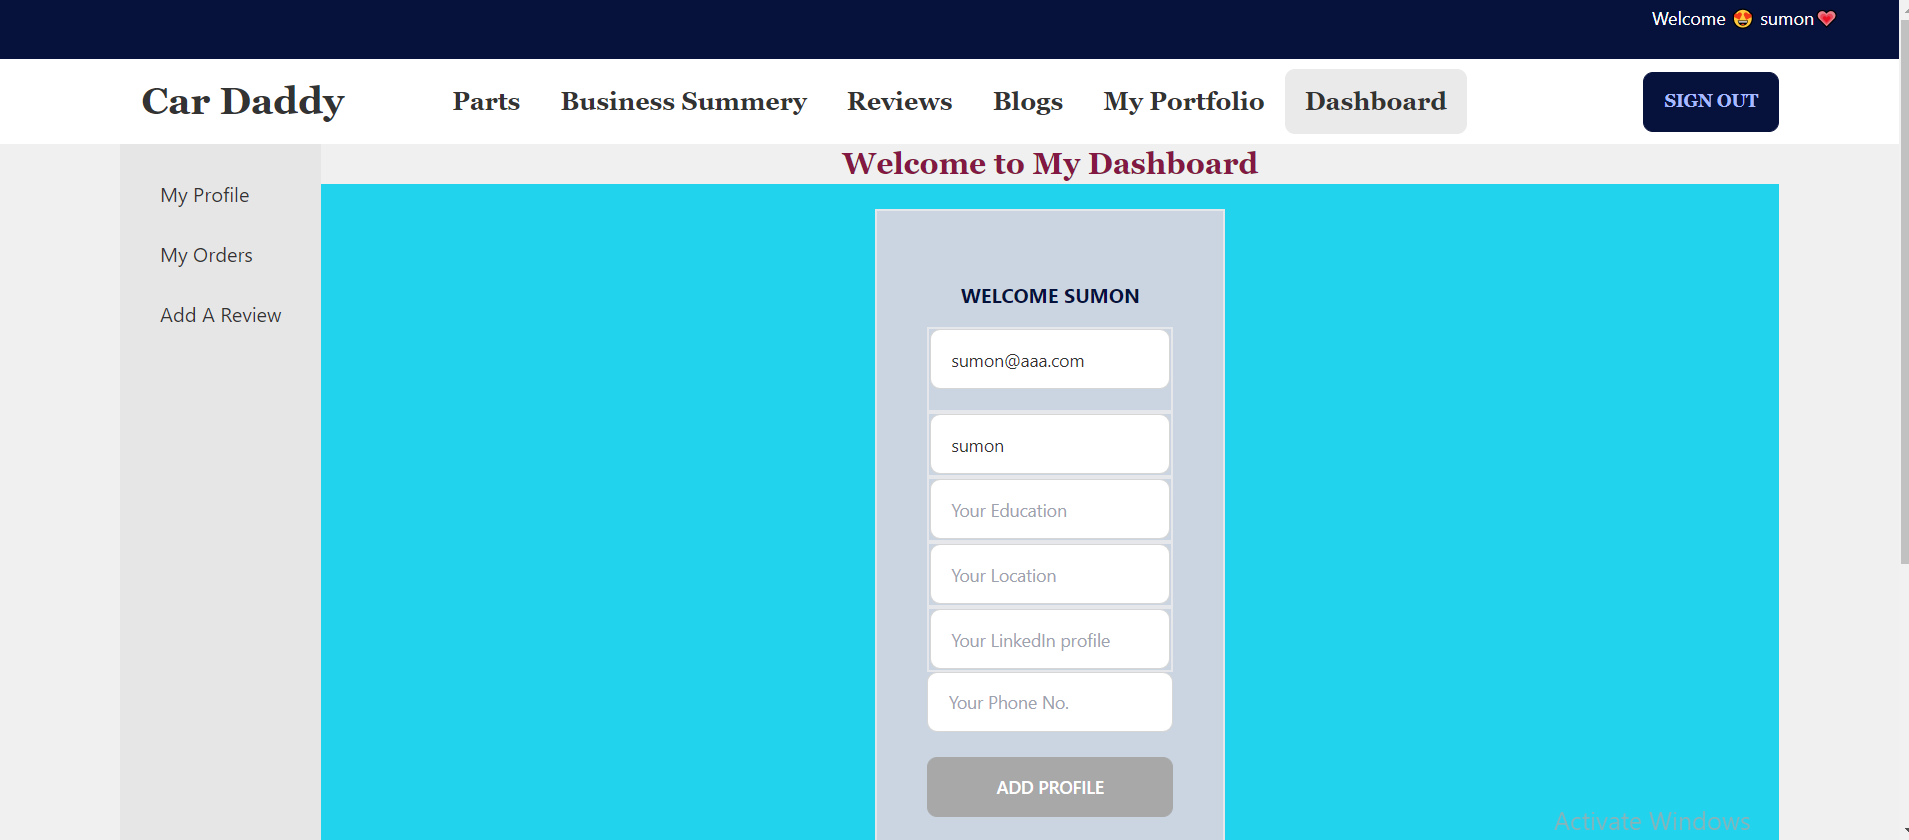 Welcome 😍 sumon💗
Car Daddy
Parts
Business Summery
Reviews
Blogs
My Portfolio
Dashboard
SIGN OUT
Welcome to My Dashboard
My Profile
My Orders
Add A Review
WELCOME SUMON
sumon@aaa.com
sumon
Your Education
Your Location
Your LinkedIn profile
Your Phone No.
ADD PROFILE
Activate Windows